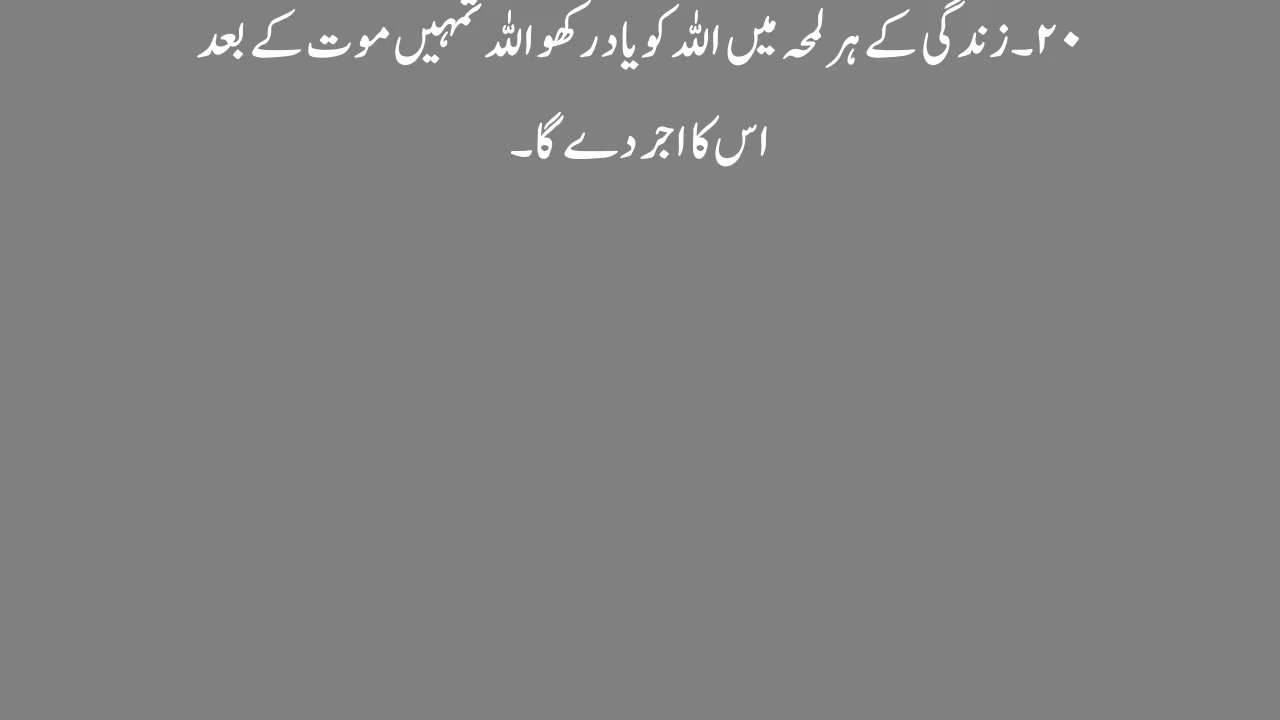 ۲۰۔زندگی کے ہر لمحہ میں اللہ کو یاد رکھو اللہ تمہیں موت کے بعد
اس کا اجر دے گا۔